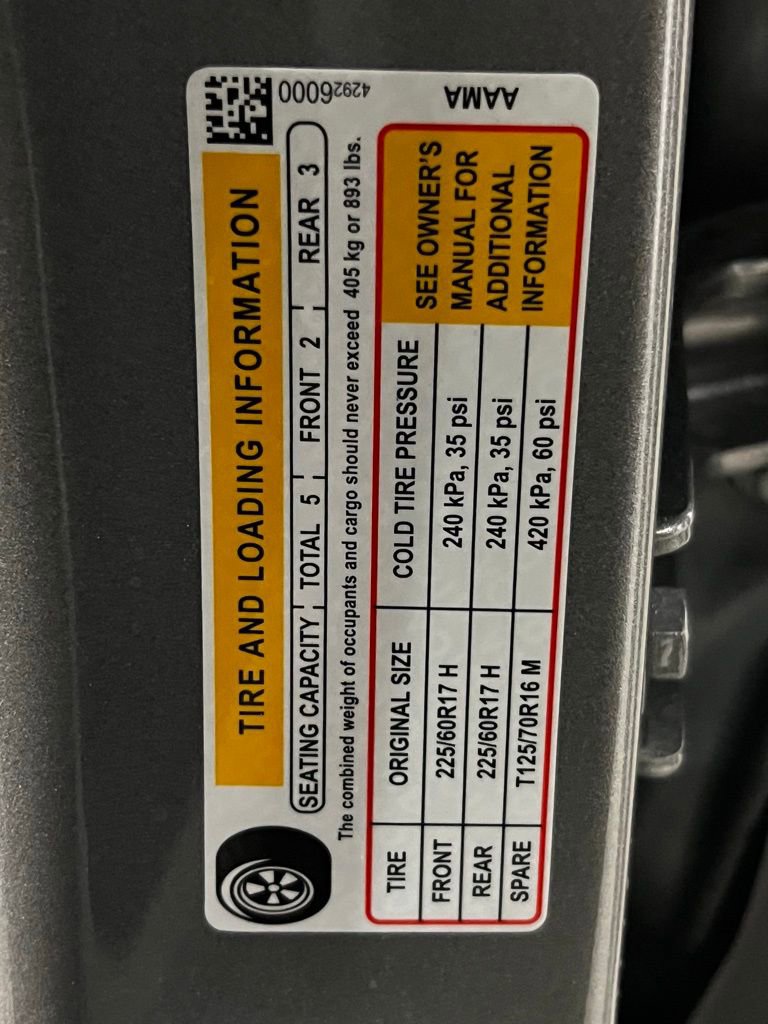 TIRE AND LOADING INFORMATION
SEATING CAPACITY TOTAL 5 FRONT 2 REAR 3
The combined weight of occupants and cargo should never exceed 405 kg or 893 lbs.
TIRE ORIGINAL SIZE COLD TIRE PRESSURE
FRONT 225/60R17 H 240 kPa, 35 psi
REAR 225/60R17 H 240 kPa, 35 psi
SPARE T125/70R16 M 420 kPa, 60 psi
SEE OWNER'S
MANUAL FOR
ADDITIONAL
INFORMATION
42926000
AAMA